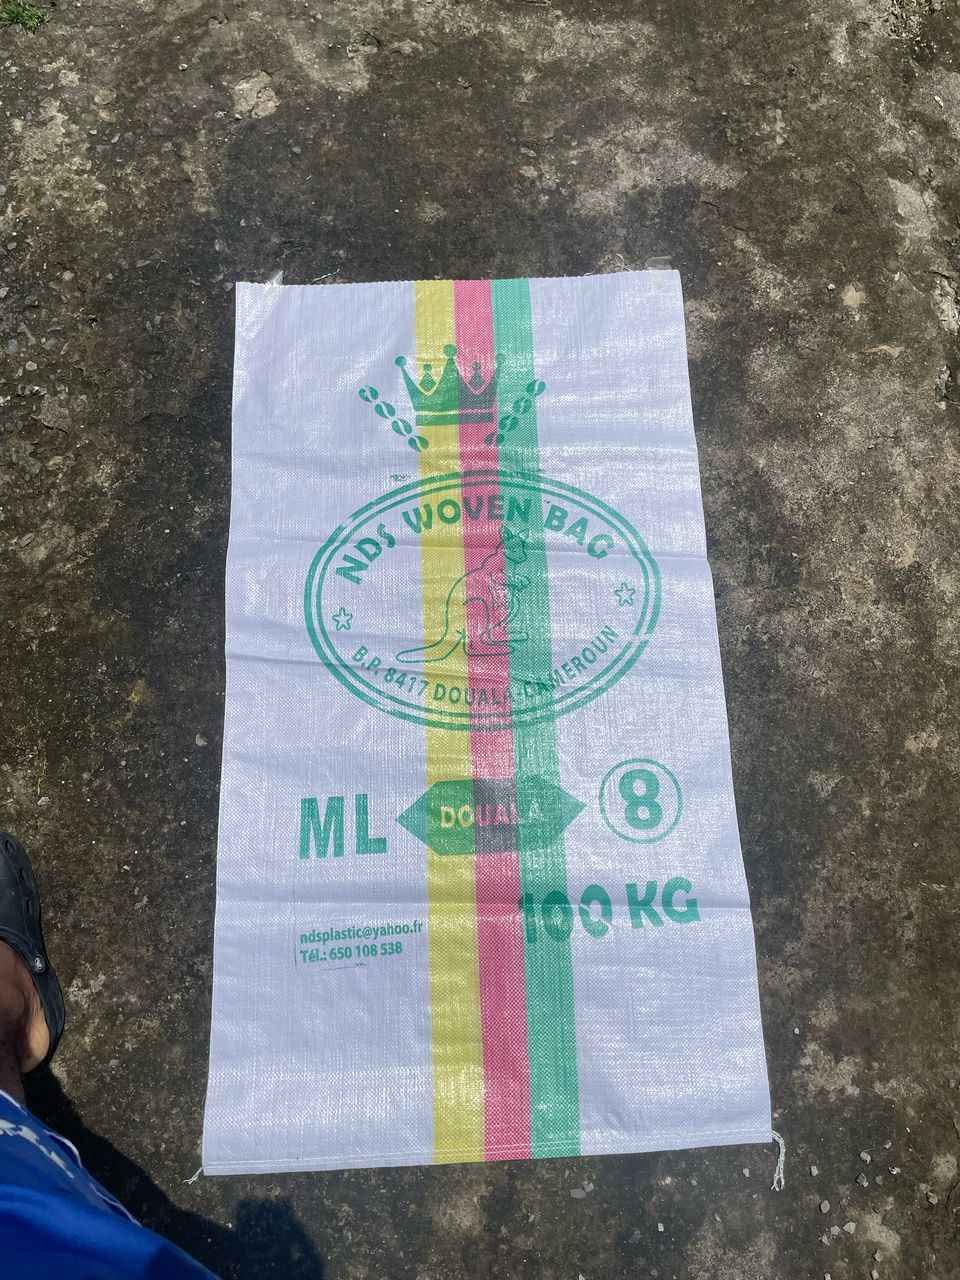 NDS WOVEN BAG
B.P. 8417 DOUALA-CAMEROUN
ML DOUALA 8
100 KG
ndsplastic@yahoo.fr
Tél.: 650 108 538